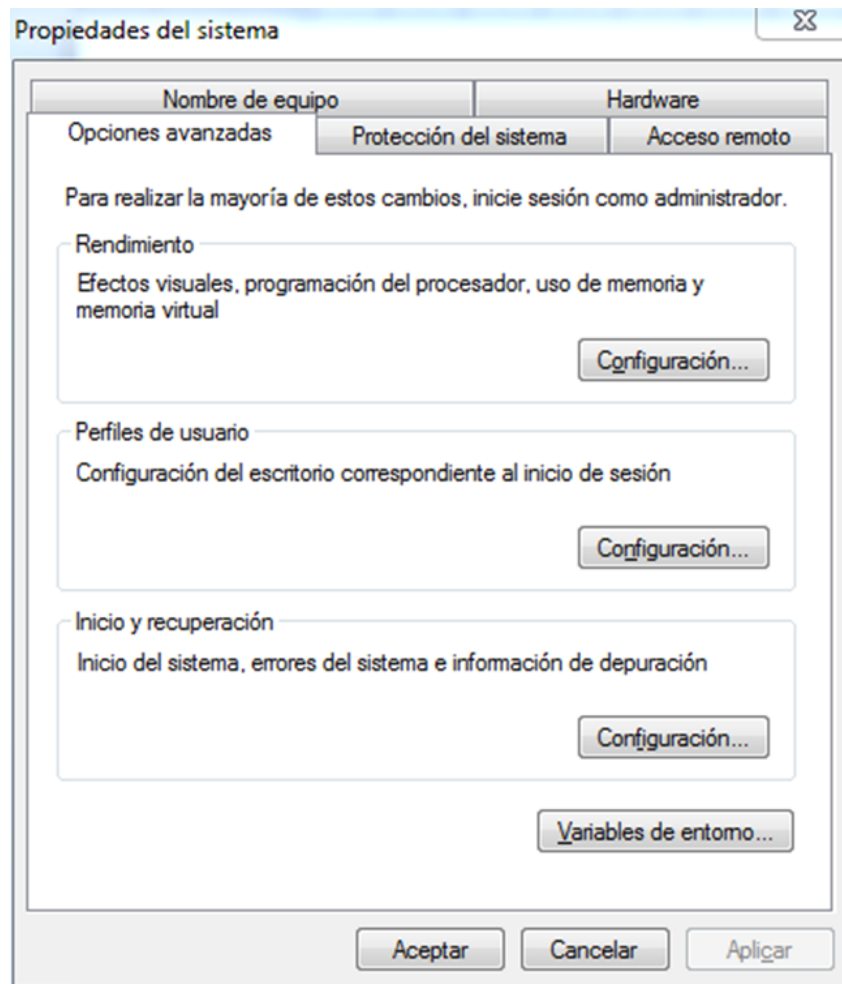 Propiedades del sistema
Nombre de equipo
Hardware
Opciones avanzadas
Protección del sistema
Acceso remoto
Para realizar la mayoría de estos cambios, inicie sesión como administrador.
Rendimiento
Efectos visuales, programación del procesador, uso de memoria y
memoria virtual
Configuración...
Perfiles de usuario
Configuración del escritorio correspondiente al inicio de sesión
Configuración...
Inicio y recuperación
Inicio del sistema, errores del sistema e información de depuración
Configuración...
Variables de entorno...
Aceptar
Cancelar
Aplicar